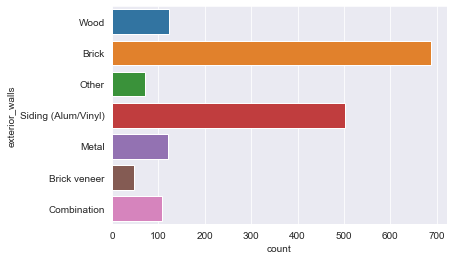 Wood
Brick
Other
Siding (Alum/Vinyl)
Metal
Brick veneer
Combination
exterior_walls
0 100 200 300 400 500 600 700
count